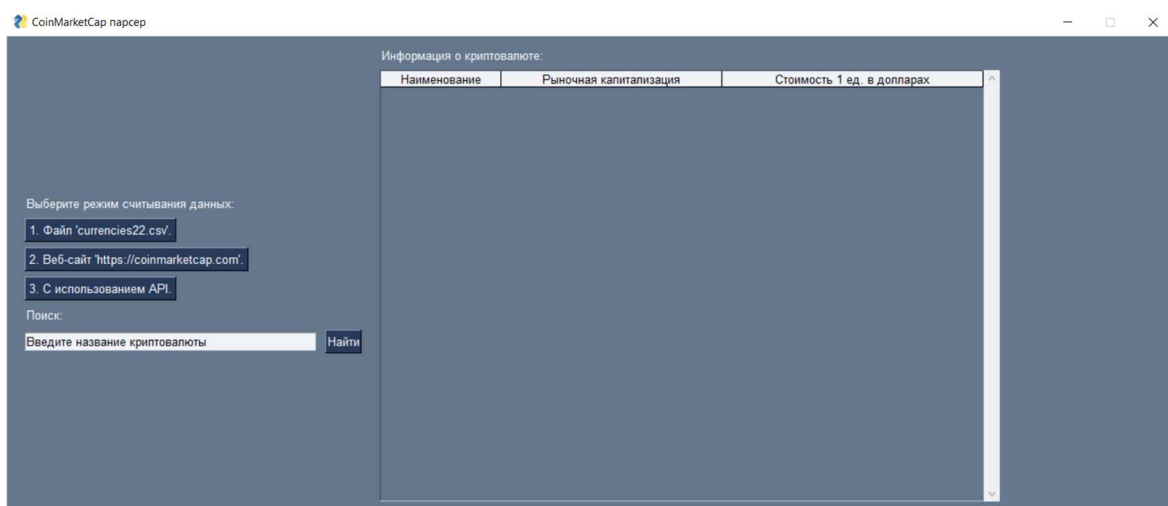 CoinMarketCap парсер
Информация о криптовалюте:
Наименование Рыночная капитализация Стоимость 1 ед. в долларах
Выберите режим считывания данных:
1. Файл 'currencies22.csv'.
2. Веб-сайт 'https://coinmarketcap.com'.
3. С использованием API.
Поиск:
Введите название криптовалюты Найти